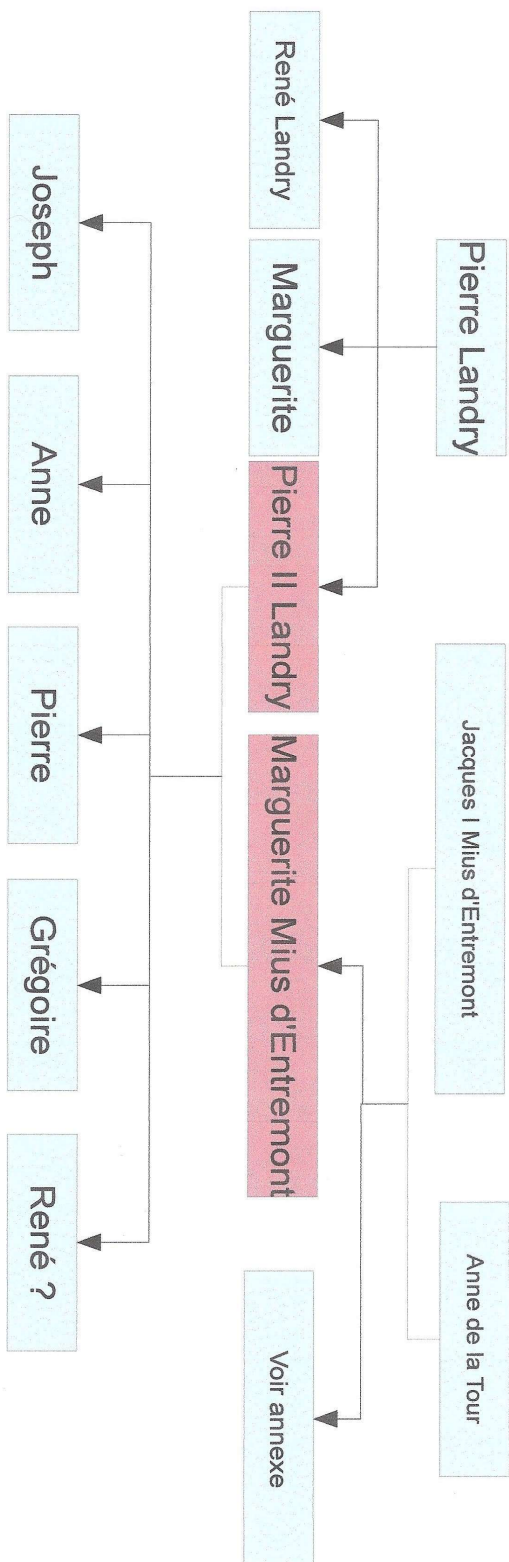 Pierre Landry
Jacques I Mius d'Entremont
Anne de la Tour
René Landry
Marguerite
Pierre II Landry
Marguerite Mius d'Entremont
Voir annexe
Joseph
Anne
Pierre
Grégoire
René ?